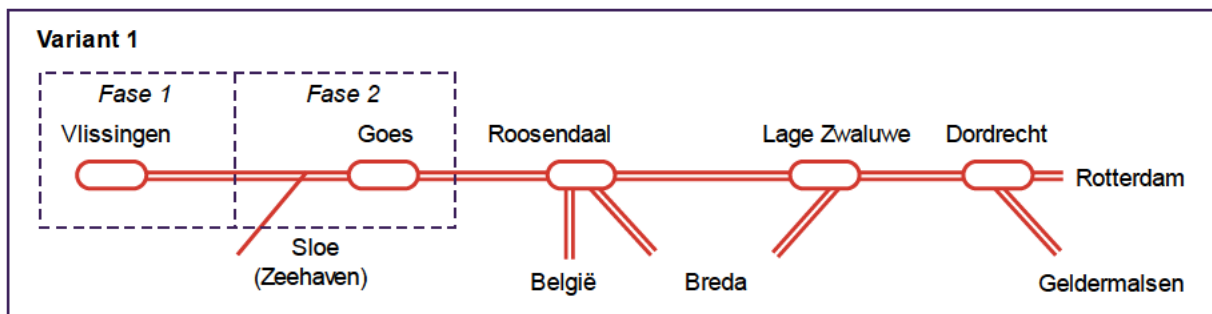 Variant 1
Fase 1
Fase 2
Vlissingen
Goes
Roosendaal
Lage Zwaluwe
Dordrecht
Rotterdam
Sloe
(Zeehaven)
België
Breda
Geldermalsen